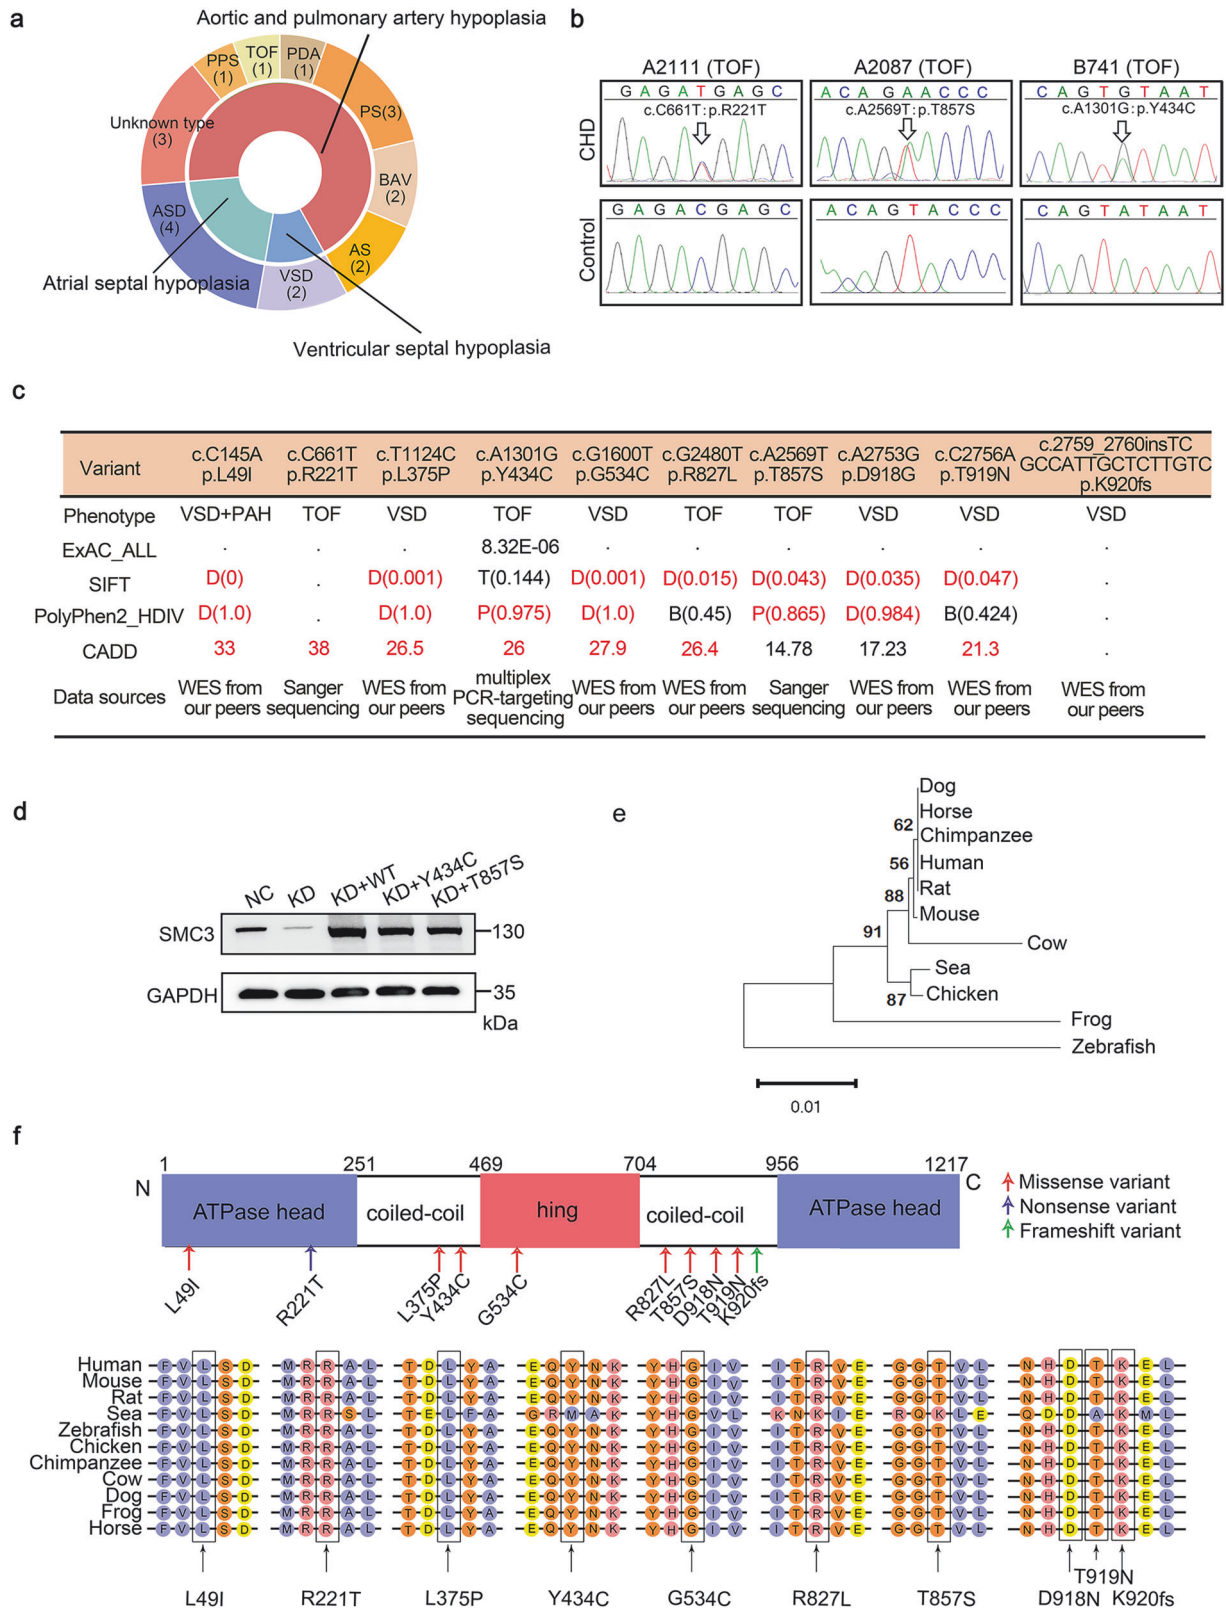 a
Aortic and pulmonary artery hypoplasia
PPS
(1)
TOF
(1)
PDA
(1)
PS(3)
BAV
(2)
AS
(2)
VSD
(2)
ASD
(4)
Unknown type
(3)
Atrial septal hypoplasia
Ventricular septal hypoplasia
b
A2111 (TOF)
A2087 (TOF)
B741 (TOF)
CHD
G A G A T G A G C
c.C661T:p.R221T
A C A G A A C C C
c.A2569T:p.T857S
C A G T G T A A T
c.A1301G:p.Y434C
Control
G A G A C G A G C
A C A G T A C C C
C A G T A T A A T
c
Variant
c.C145A
p.L49I
c.C661T
p.R221T
c.T1124C
p.L375P
c.A1301G
p.Y434C
c.G1600T
p.G534C
c.G2480T
p.R827L
c.A2569T
p.T857S
c.A2753G
p.D918G
c.C2756A
p.T919N
c.2759_2760insTC
GCCATTGCTCTTGTC
p.K920fs
Phenotype VSD+PAH TOF VSD TOF VSD TOF TOF VSD VSD VSD
ExAC_ALL . . . 8.32E-06 . . . . . .
SIFT D(0) . D(0.001) T(0.144) D(0.001) D(0.015) D(0.043) D(0.035) D(0.047) .
PolyPhen2_HDIV D(1.0) . D(1.0) P(0.975) D(1.0) B(0.45) P(0.865) D(0.984) B(0.424) .
CADD 33 38 26.5 26 27.9 26.4 14.78 17.23 21.3 .
Data sources
WES from
our peers
Sanger
sequencing
WES from
our peers
multiplex
PCR-targeting
sequencing
WES from
our peers
WES from
our peers
Sanger
sequencing
WES from
our peers
WES from
our peers
WES from
our peers
d
NC
KD
KD+WT
KD+Y434C
KD+T857S
SMC3
130
GAPDH
35
kDa
e
Dog
Horse
62
Chimpanzee
56
Human
88
Rat
Mouse
91
Cow
Sea
87
Chicken
Frog
Zebrafish
0.01
f
1 251 469 704 956 1217
N
ATPase head
coiled-coil
hing
coiled-coil
ATPase head
C
Missense variant
Nonsense variant
Frameshift variant
L49I
R221T
L375P
Y434C
G534C
R827L
T857S
D918N
T919N
K920fs
Human F V L S D M R R A L T D L Y A E Q Y N K Y H G I V I T R V E G G T V L N H D T K E L
Mouse F V L S D M R R A L T D L Y A E Q Y N K Y H G I V I T R V E G G T V L N H D T K E L
Rat F V L S D M R R A L T D L Y A E Q Y N K Y H G I V I T R V E G G T V L N H D T K E L
Sea F V L S D M R R S L T E L F A G R M A K Y H G V L K N K I E R Q K L E Q D D A K M L
Zebrafish F V L S D M R R A L T D L Y A E Q Y N K Y H G I V I T R V E G G T V L N H D T K E L
Chicken F V L S D M R R A L T D L Y A E Q Y N K Y H G I V I T R V E G G T V L N H D T K E L
Chimpanzee F V L S D M R R A L T D L Y A E Q Y N K Y H G I V I T R V E G G T V L N H D T K E L
Cow F V L S D M R R A L T D L Y A E Q Y N K Y H G I V I T R V E G G T V L N H D T K E L
Dog F V L S D M R R A L T D L Y A E Q Y N K Y H G I V I T R V E G G T V L N H D T K E L
Frog F V L S D M R R A L T D L Y A E Q Y N K Y H G I V I T R V E G G T V L N H D T K E L
Horse F V L S D M R R A L T D L Y A E Q Y N K Y H G I V I T R V E G G T V L N H D T K E L
L49I
R221T
L375P
Y434C
G534C
R827L
T857S
T919N
D918N
K920fs